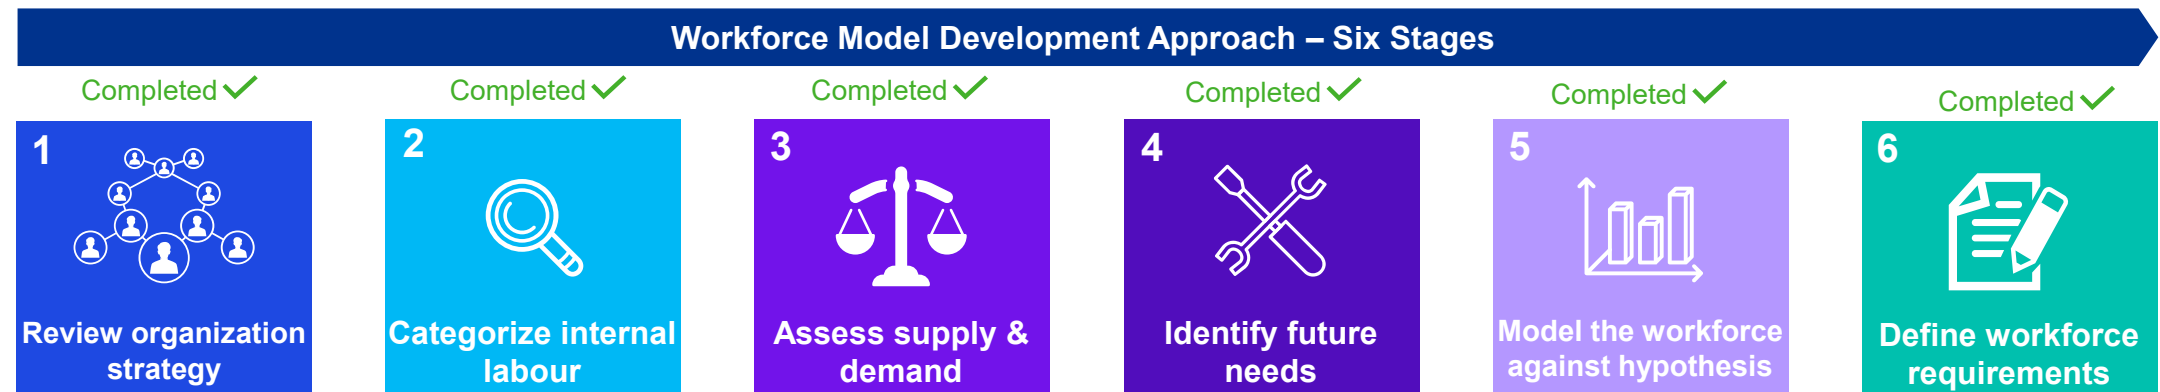 Workforce Model Development Approach – Six Stages
Completed
Completed
Completed
Completed
Completed
Completed
1
Review organization
strategy
2
Categorize internal
labour
3
Assess supply &
demand
4
Identify future
needs
5
Model the workforce
against hypothesis
6
Define workforce
requirements